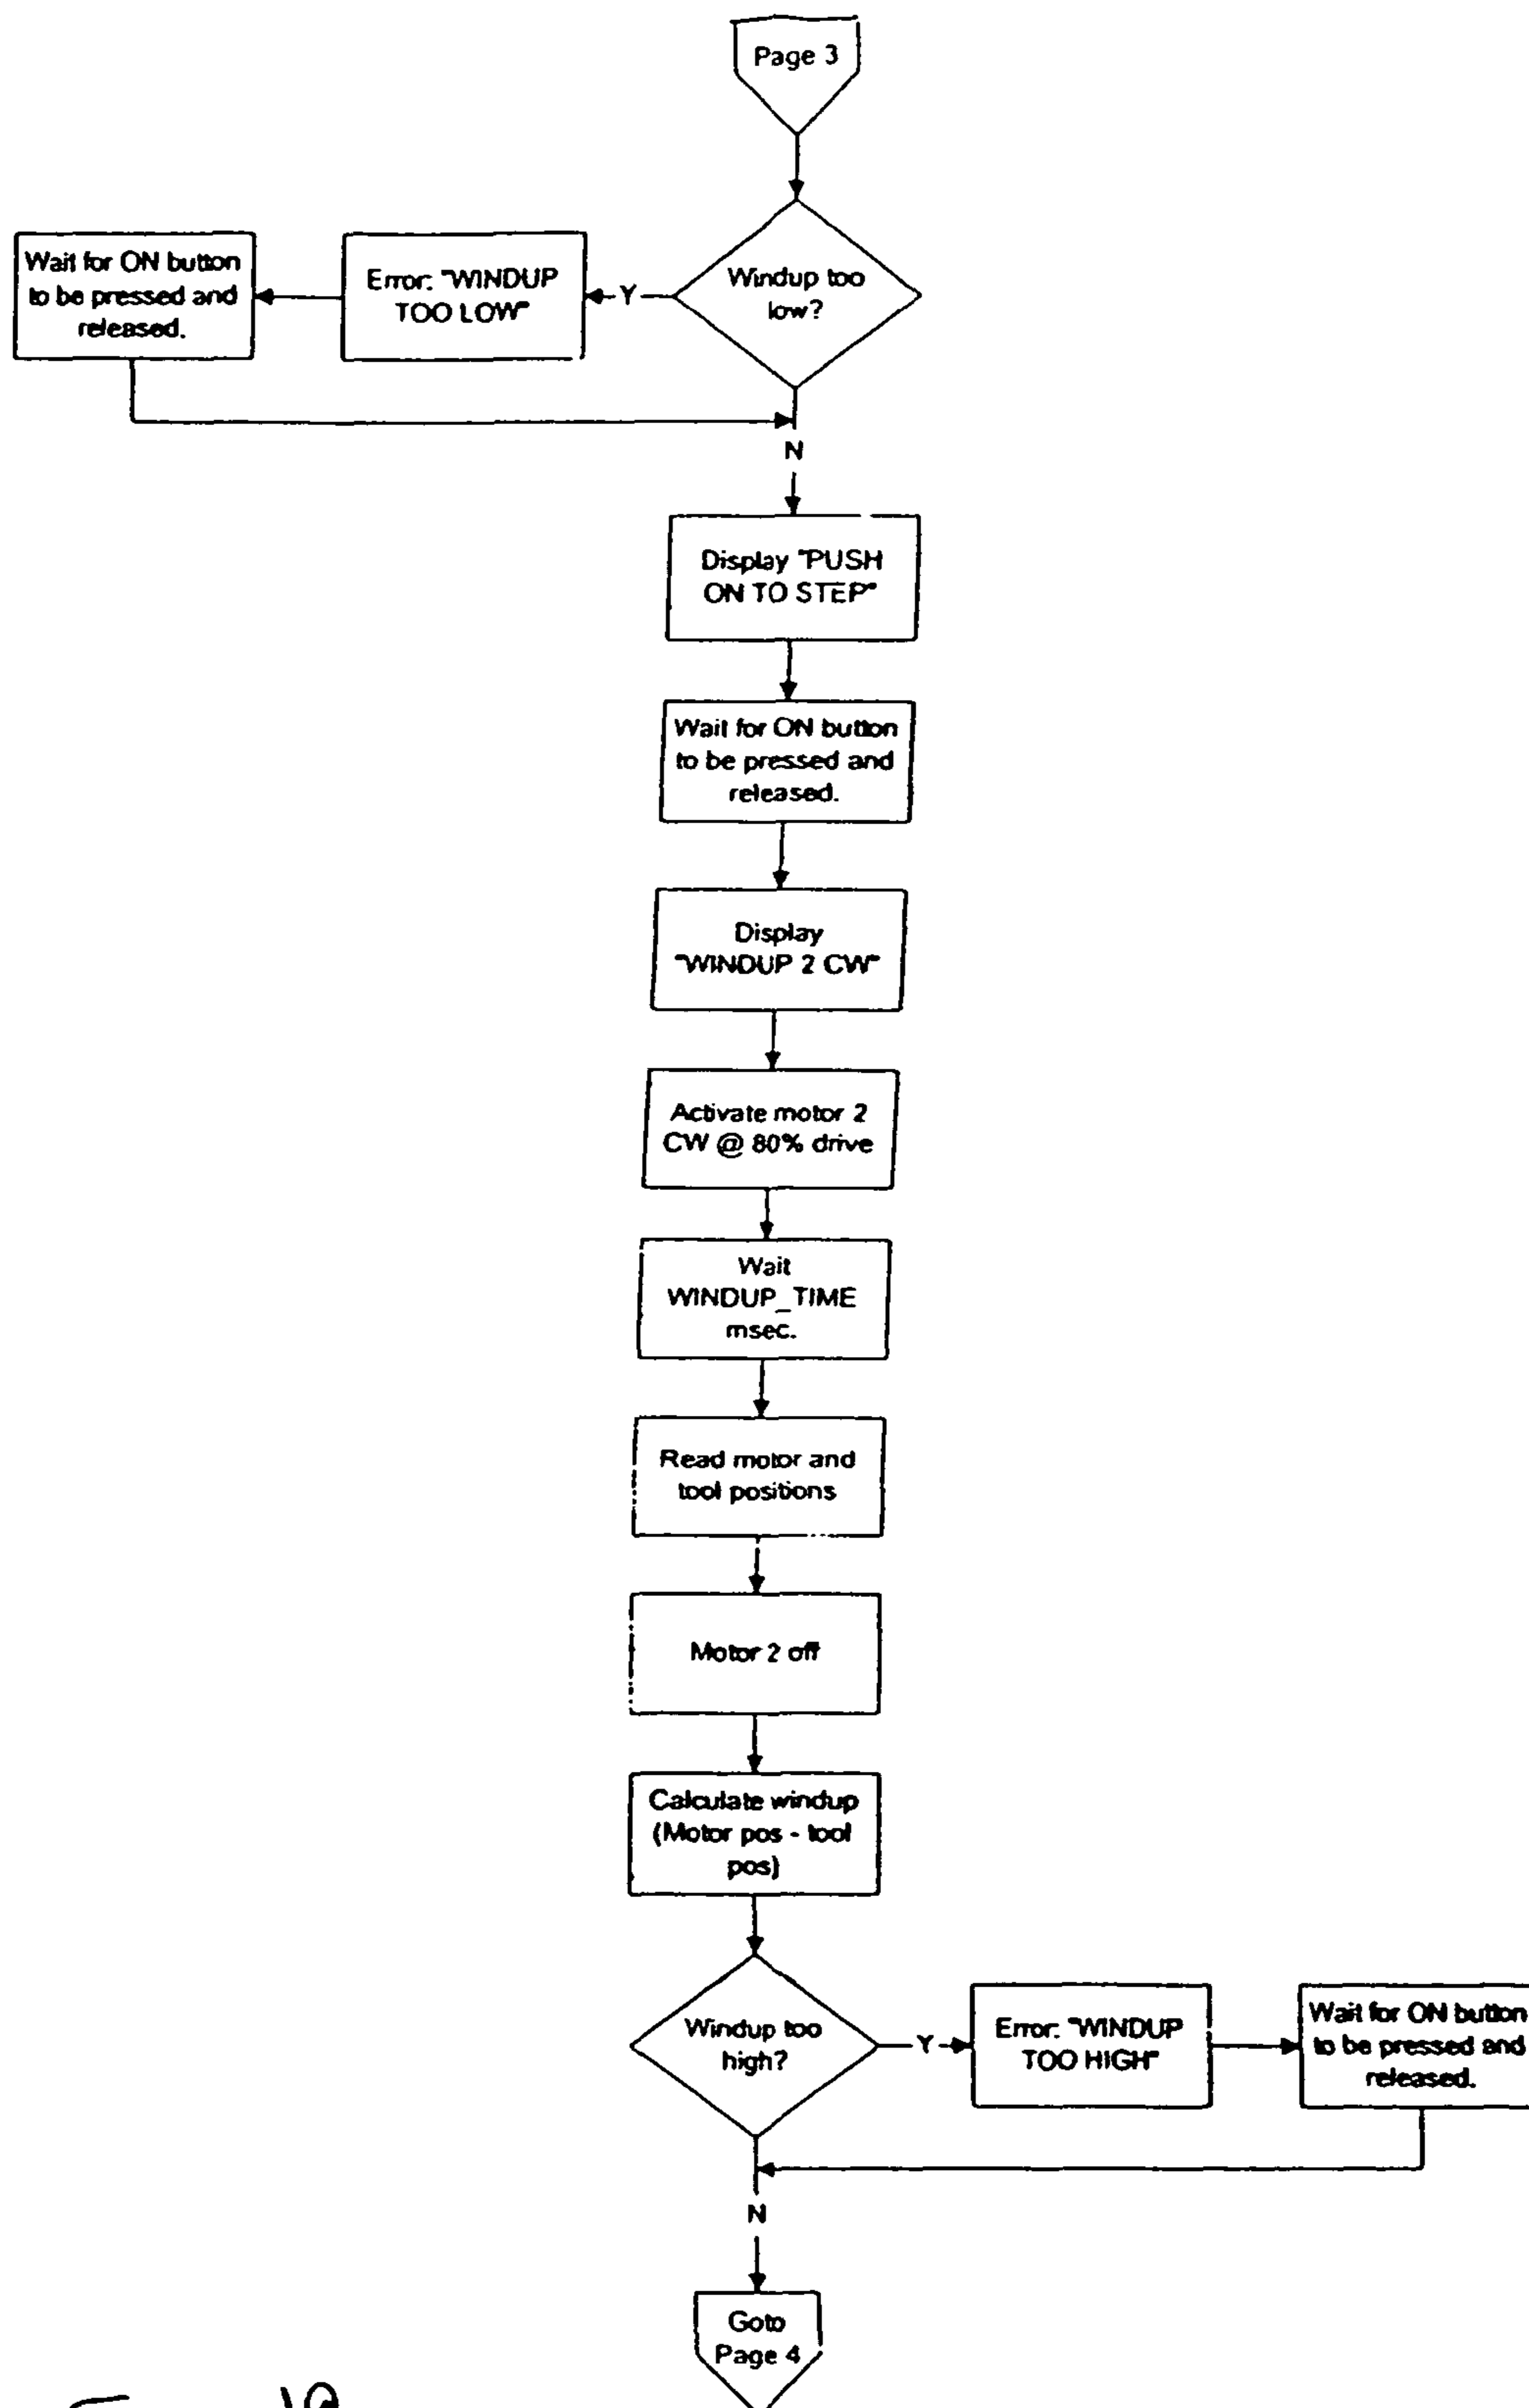 Page 3
Windup too
low?
Y
Error: "WINDUP
TOO LOW"
Wait for ON button
to be pressed and
released.
N
Display "PUSH
ON TO STEP"
Wait for ON button
to be pressed and
released.
Display
"WINDUP 2 CW"
Activate motor 2
CW @ 80% drive
Wait
WINDUP_TIME
msec.
Read motor and
tool positions
Motor 2 off
Calculate windup
(Motor pos - tool
pos)
Windup too
high?
Y
Error: "WINDUP
TOO HIGH"
Wait for ON button
to be pressed and
released.
N
Goto
Page 4